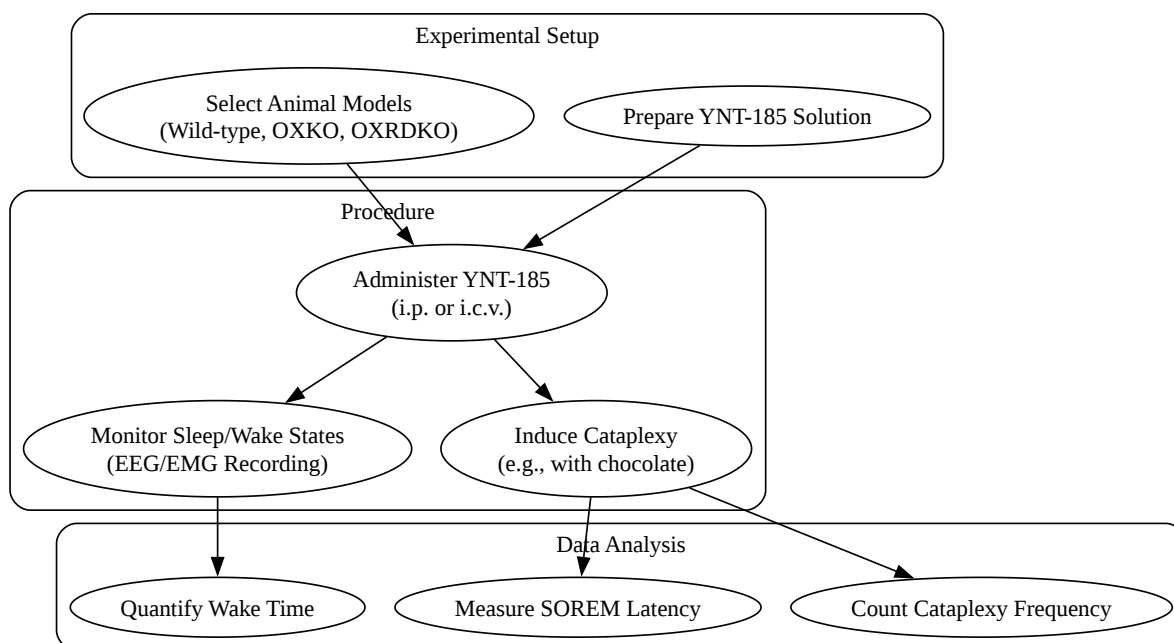 Experimental Setup
Select Animal Models
(Wild-type, OXKO, OXRDKO)
Prepare YNT-185 Solution
Procedure
Administer YNT-185
(i.p. or i.c.v.)
Monitor Sleep/Wake States
(EEG/EMG Recording)
Induce Cataplexy
(e.g., with chocolate)
Data Analysis
Quantify Wake Time
Measure SOREM Latency
Count Cataplexy Frequency